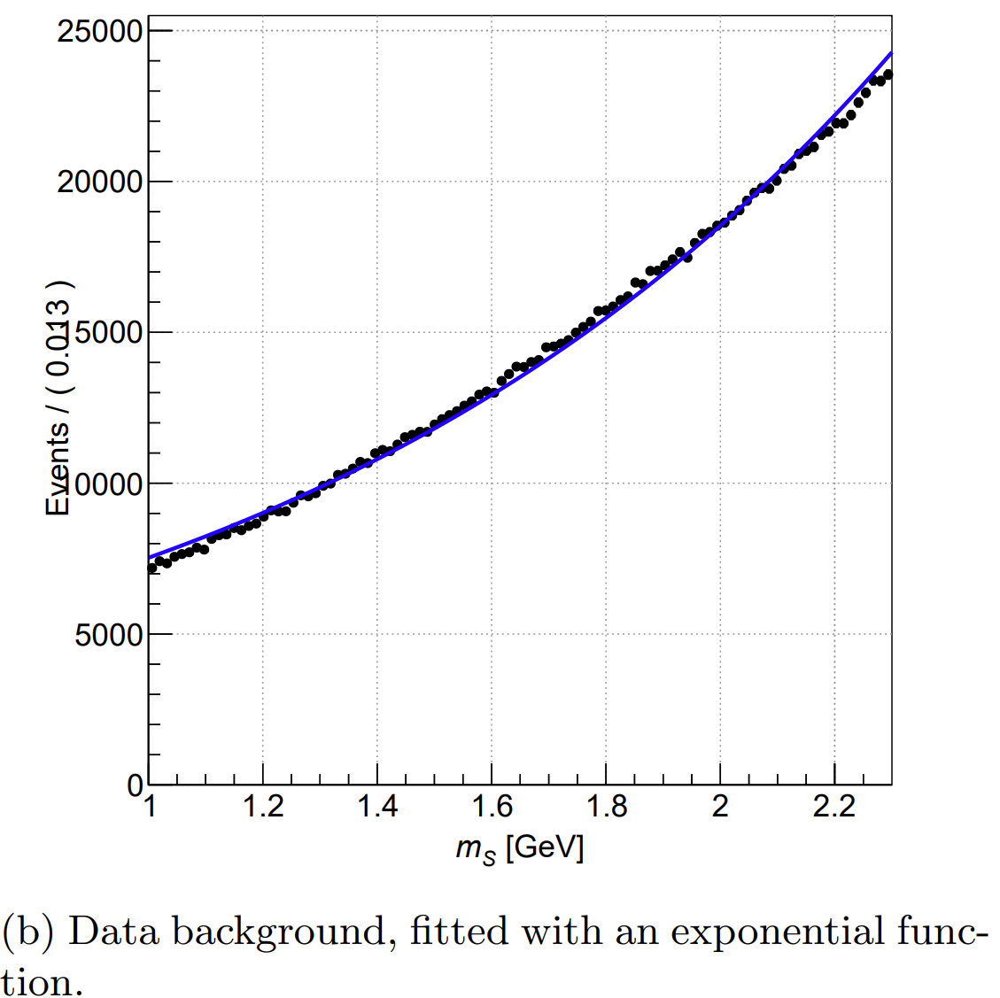 25000
20000
15000
10000
5000
0
Events / ( 0.013 )
1 1.2 1.4 1.6 1.8 2 2.2
mS [GeV]
(b) Data background, fitted with an exponential func-
tion.